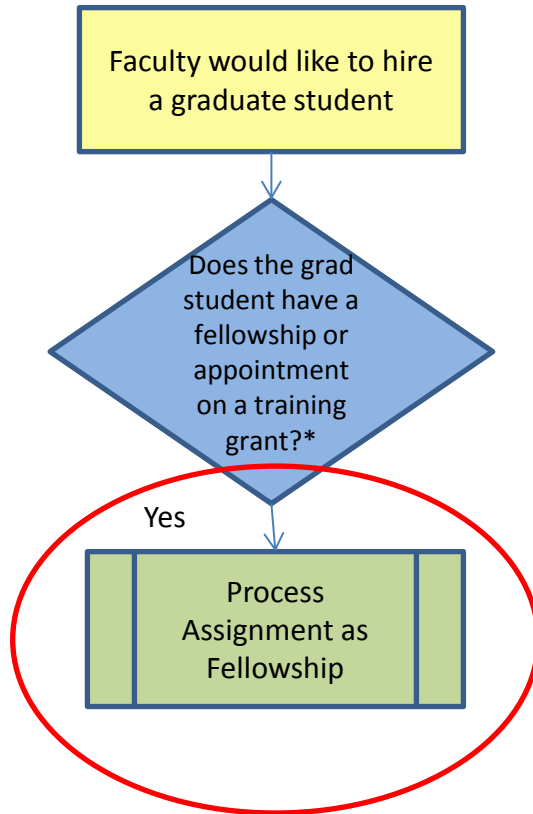 Faculty would like to hire
a graduate student
Does the grad
student have a
fellowship or
appointment
on a training
grant?*
Yes
Process
Assignment as
Fellowship